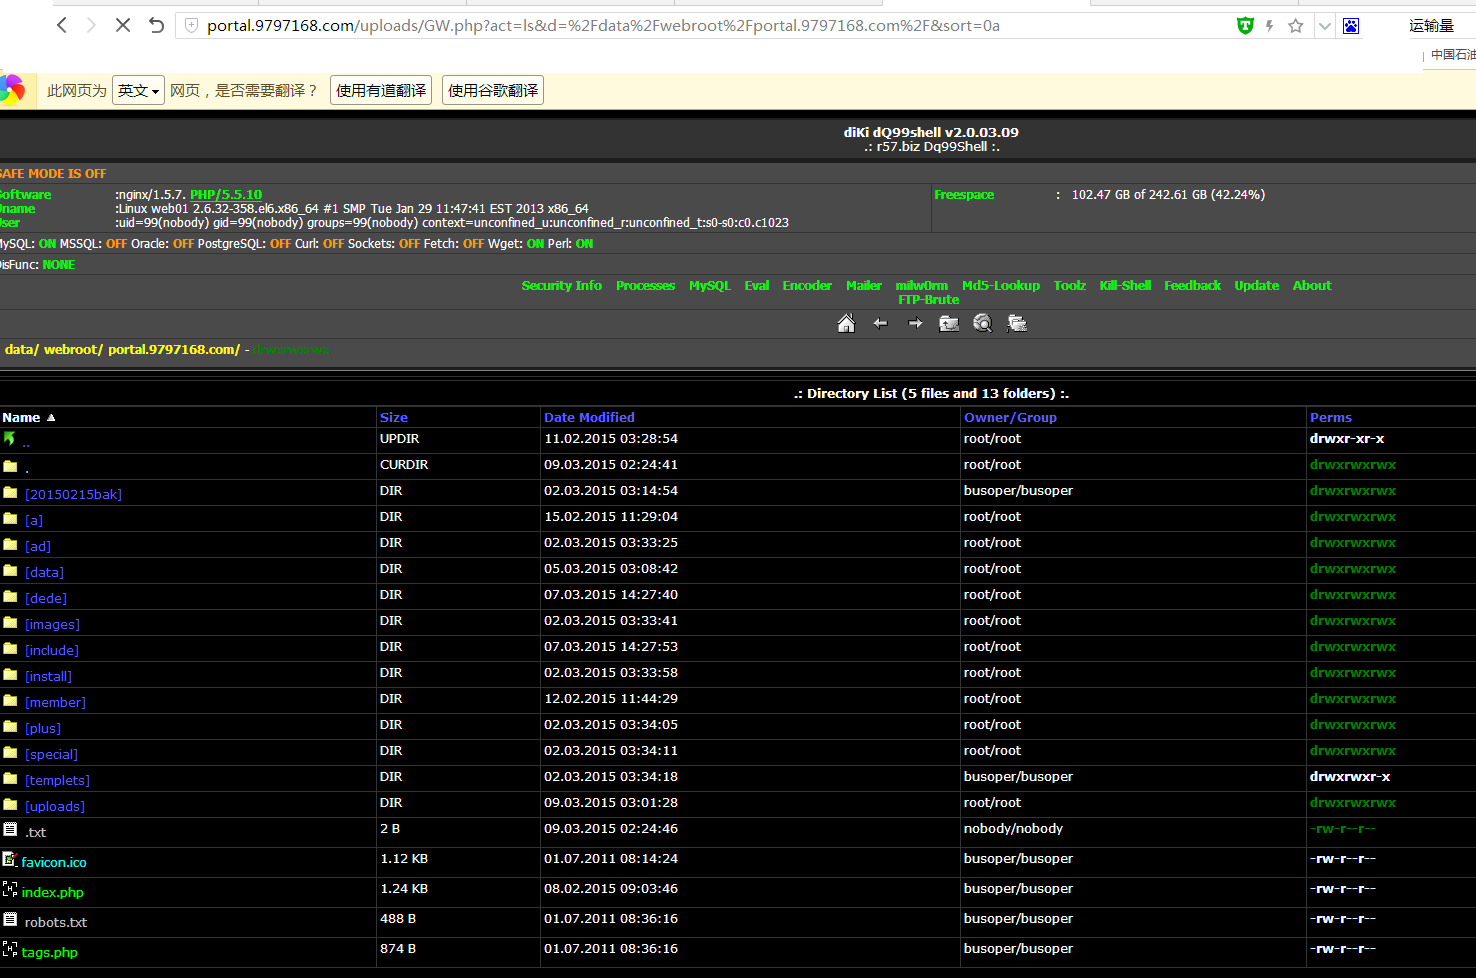 portal.9797168.com/uploads/GW.php?act=ls&d=%2Fdata%2Fwebroot%2Fportal.9797168.com%2F&sort=0a
运输量
中国石油
此网页为 英文 网页，是否需要翻译？ 使用有道翻译 使用谷歌翻译
diKi dQ99shell v2.0.03.09
.: r57.biz Dq99Shell :.
SAFE MODE IS OFF
Software :nginx/1.5.7. PHP/5.5.10 Freespace : 102.47 GB of 242.61 GB (42.24%)
Uname :Linux web01 2.6.32-358.el6.x86_64 #1 SMP Tue Jan 29 11:47:41 EST 2013 x86_64
User :uid=99(nobody) gid=99(nobody) groups=99(nobody) context=unconfined_u:unconfined_r:unconfined_t:s0-s0:c0.c1023
MySQL: ON MSSQL: OFF Oracle: OFF PostgreSQL: OFF Curl: OFF Sockets: OFF Fetch: OFF Wget: ON Perl: ON
DisFunc: NONE
Security Info Processes MySQL Eval Encoder Mailer milw0rm Md5-Lookup Toolz Kill-Shell Feedback Update About
FTP-Brute
data/ webroot/ portal.9797168.com/ - drwxrwxrwx
.: Directory List (5 files and 13 folders) :.
Name Size Date Modified Owner/Group Perms
.. UPDIR 11.02.2015 03:28:54 root/root drwxr-xr-x
. CURDIR 09.03.2015 02:24:41 root/root drwxrwxrwx
[20150215bak] DIR 02.03.2015 03:14:54 busoper/busoper drwxrwxrwx
[a] DIR 15.02.2015 11:29:04 root/root drwxrwxrwx
[ad] DIR 02.03.2015 03:33:25 root/root drwxrwxrwx
[data] DIR 05.03.2015 03:08:42 root/root drwxrwxrwx
[dede] DIR 07.03.2015 14:27:40 root/root drwxrwxrwx
[images] DIR 02.03.2015 03:33:41 root/root drwxrwxrwx
[include] DIR 07.03.2015 14:27:53 root/root drwxrwxrwx
[install] DIR 02.03.2015 03:33:58 root/root drwxrwxrwx
[member] DIR 12.02.2015 11:44:29 root/root drwxrwxrwx
[plus] DIR 02.03.2015 03:34:05 root/root drwxrwxrwx
[special] DIR 02.03.2015 03:34:11 root/root drwxrwxrwx
[templets] DIR 02.03.2015 03:34:18 busoper/busoper drwxrwxr-x
[uploads] DIR 09.03.2015 03:01:28 root/root drwxrwxrwx
.txt 2 B 09.03.2015 02:24:46 nobody/nobody -rw-r--r--
favicon.ico 1.12 KB 01.07.2011 08:14:24 busoper/busoper -rw-r--r--
index.php 1.24 KB 08.02.2015 09:03:46 busoper/busoper -rw-r--r--
robots.txt 488 B 01.07.2011 08:36:16 busoper/busoper -rw-r--r--
tags.php 874 B 01.07.2011 08:36:16 busoper/busoper -rw-r--r--